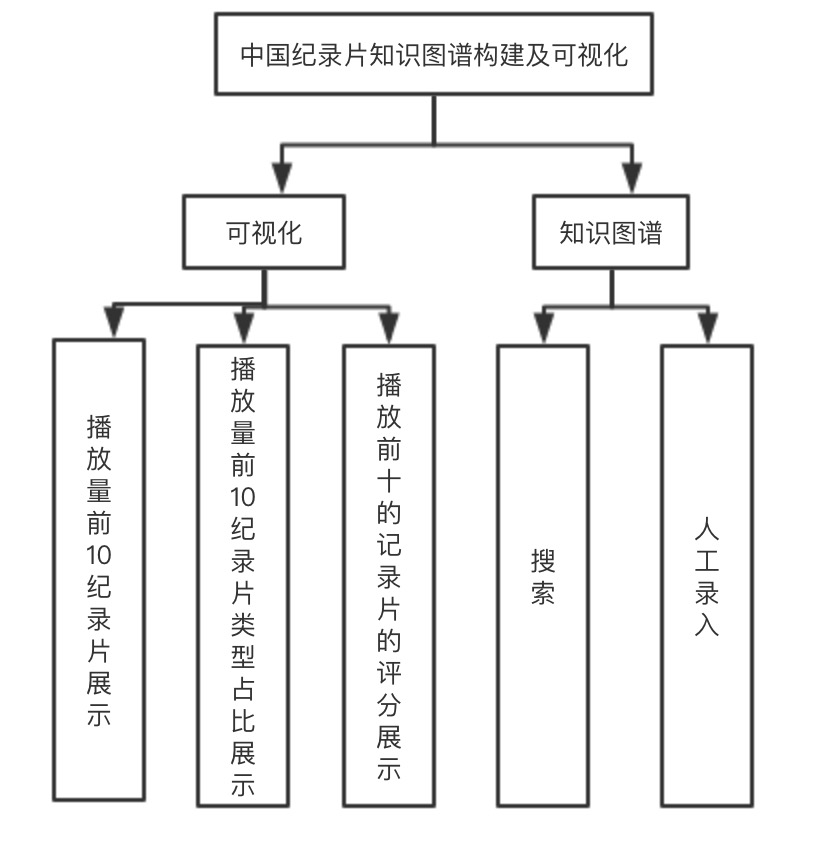 中国纪录片知识图谱构建及可视化
可视化
知识图谱
播放量前10纪录片展示
播放量前10纪录片类型占比展示
播放前十的记录片的评分展示
搜索
人工录入